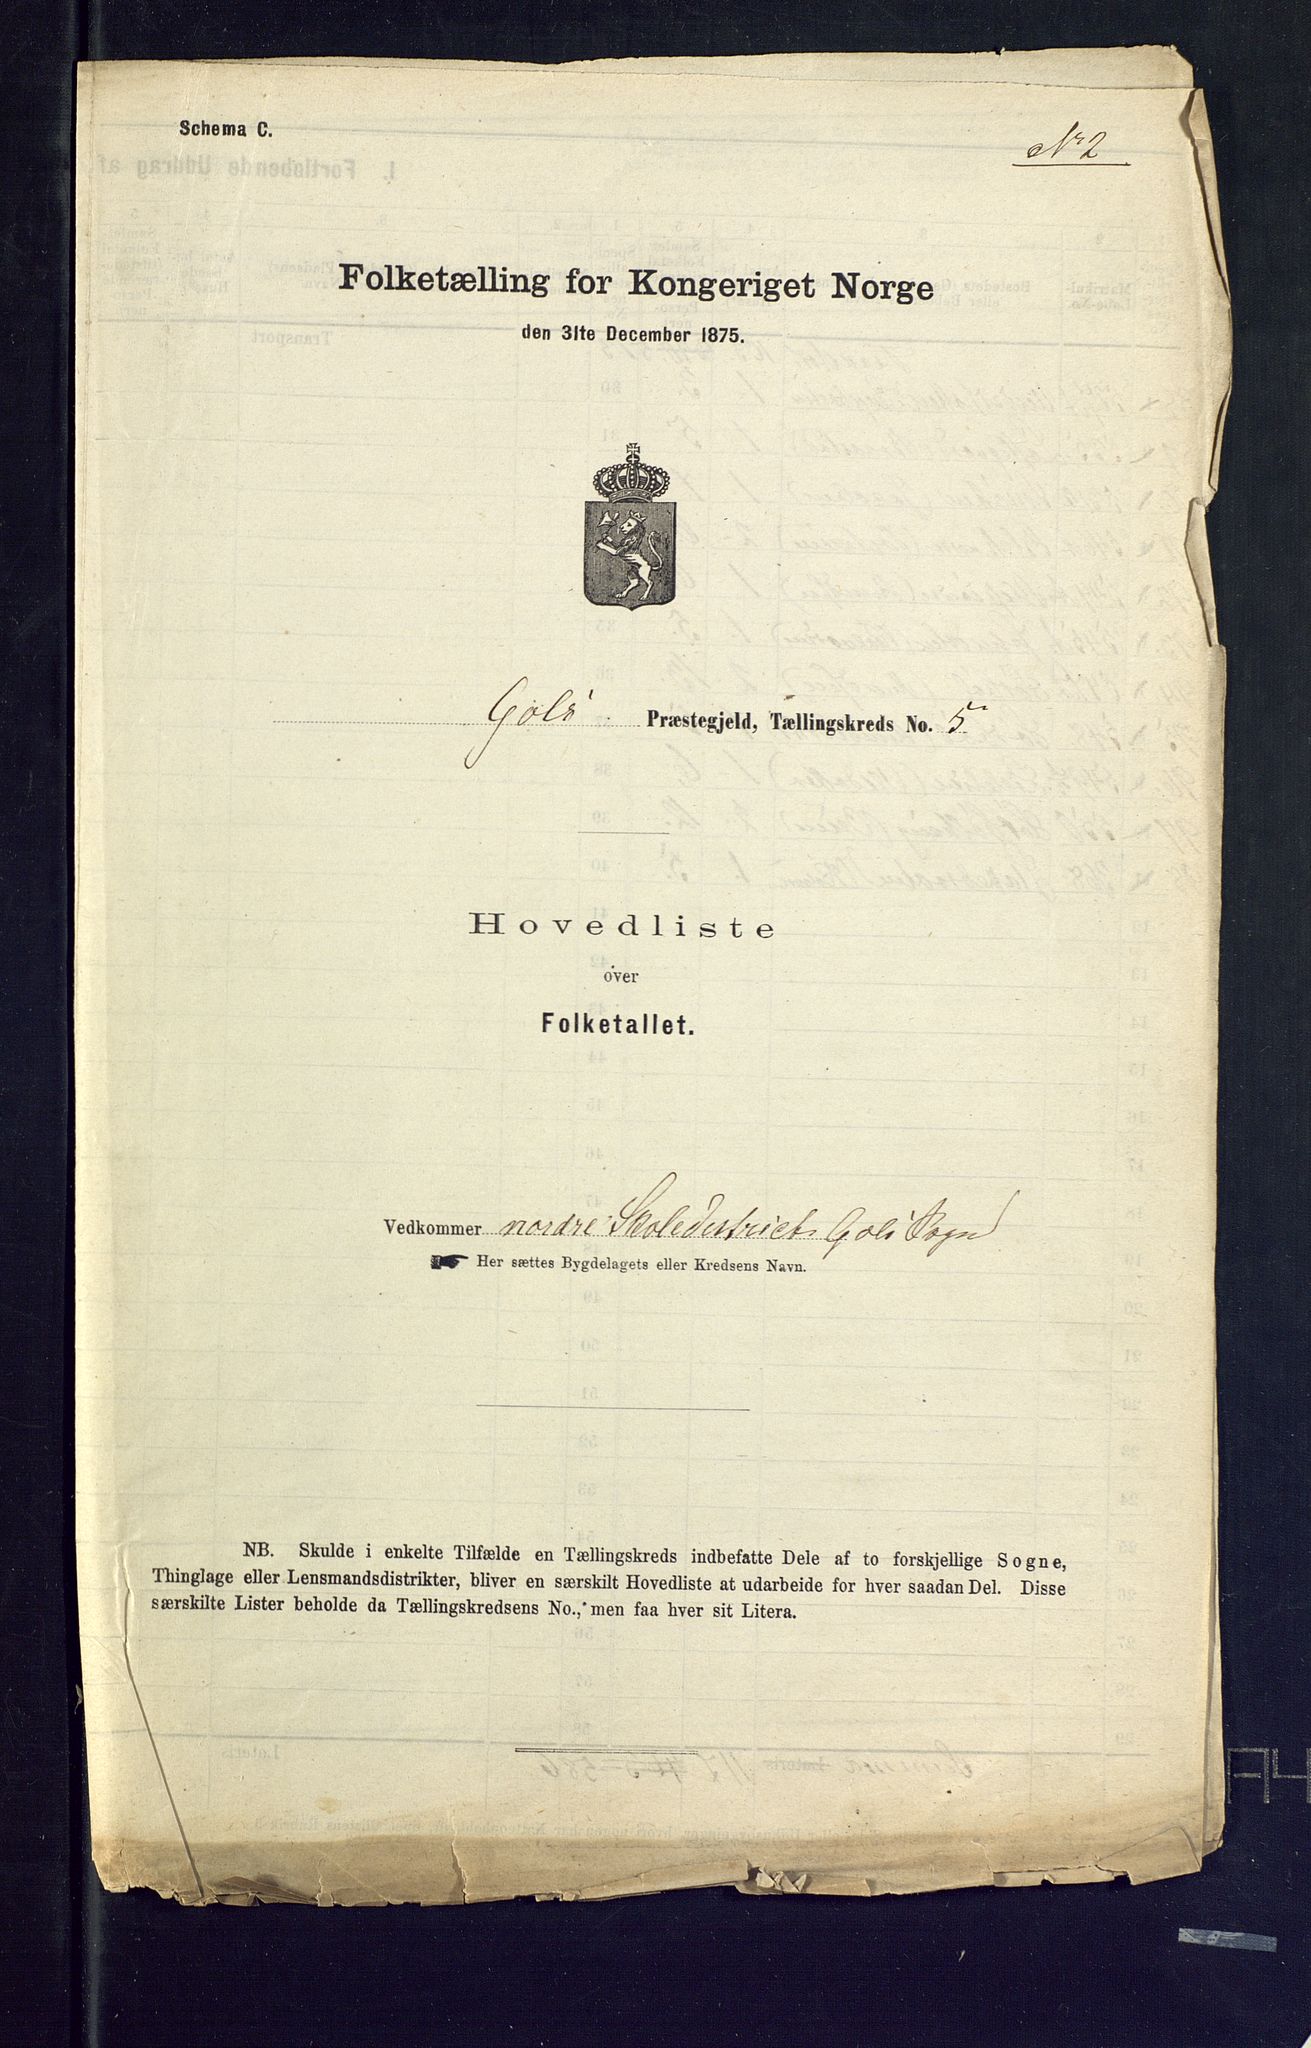 Schema C.
No 2
Folketælling for Kongeriget Norge
den 31te December 1875.
Gols Præstegjeld, Tællingskreds No. 5
Hovedliste
over
Folketallet.
Vedkommer nordre Skoledistrict Gols Sogn
Her sættes Bygdelagets eller Kredsens Navn.
NB. Skulde i enkelte Tilfælde en Tællingskreds indbefatte Dele af to forskjellige Sogne,
Thinglage eller Lensmandsdistrikter, bliver en særskilt Hovedliste at udarbeide for hver saadan Del. Disse
særskilte Lister beholde da Tællingskredsens No., men faa hver sit Litera.